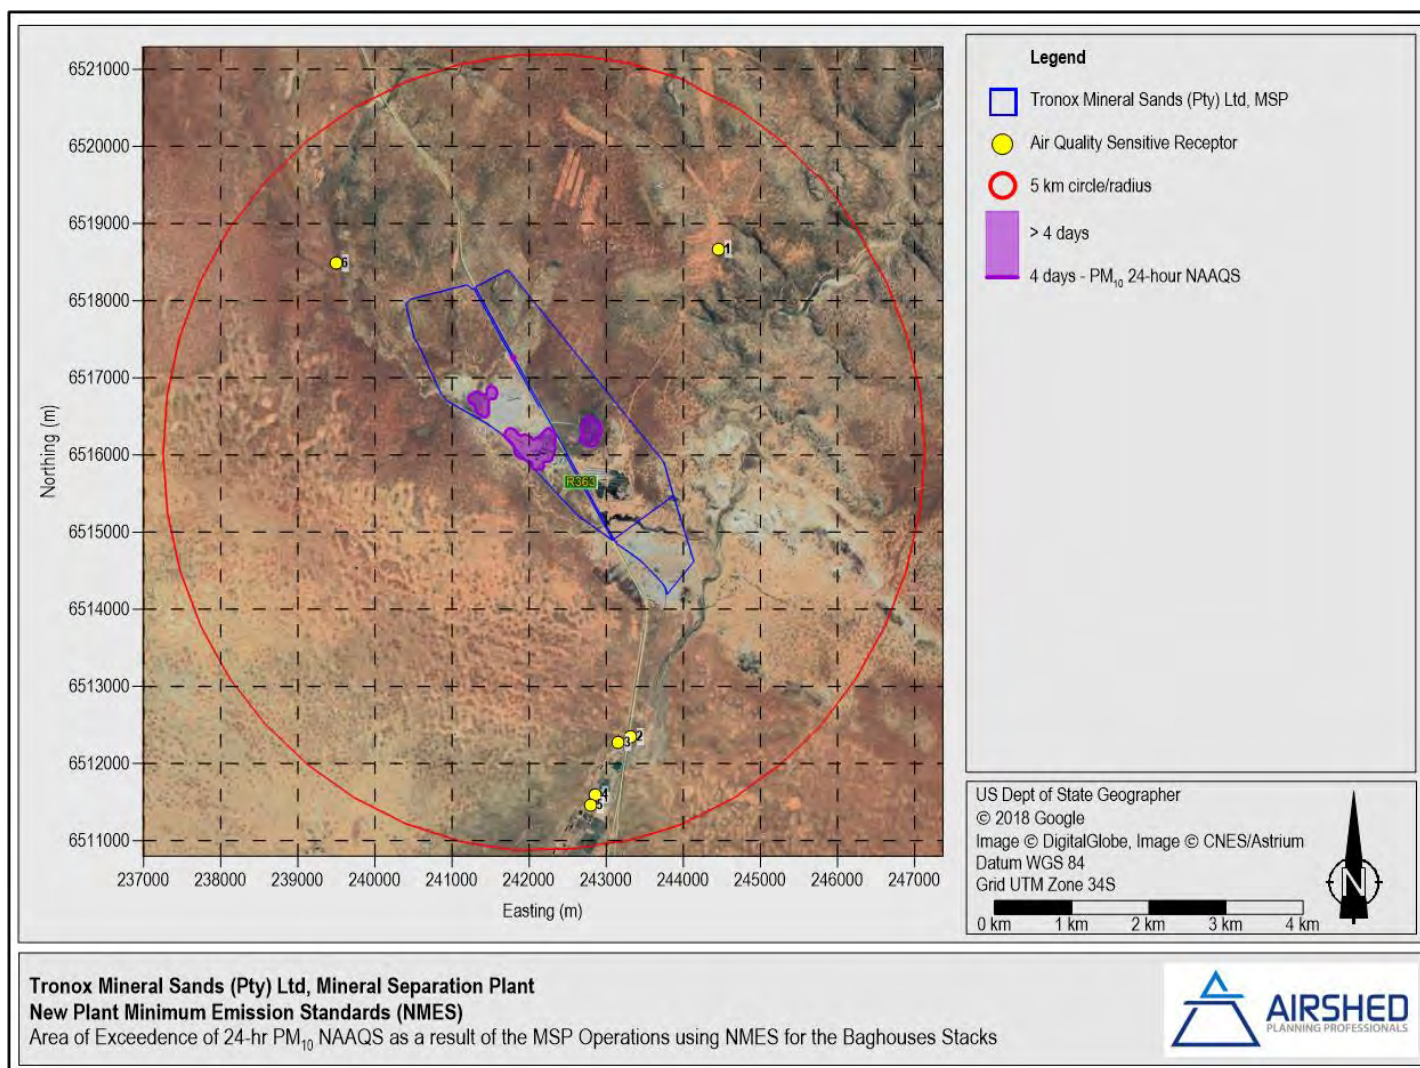 6521000
6520000
6519000
6518000
6517000
6516000
6515000
6514000
6513000
6512000
6511000
Northing (m)
1
6
R363
2
3
4
5
237000 238000 239000 240000 241000 242000 243000 244000 245000 246000 247000
Easting (m)
Legend
Tronox Mineral Sands (Pty) Ltd, MSP
Air Quality Sensitive Receptor
5 km circle/radius
> 4 days
4 days - PM₁₀ 24-hour NAAQS
US Dept of State Geographer
© 2018 Google
Image © DigitalGlobe, Image © CNES/Astrium
Datum WGS 84
Grid UTM Zone 34S
0 km 1 km 2 km 3 km 4 km
N
Tronox Mineral Sands (Pty) Ltd, Mineral Separation Plant
New Plant Minimum Emission Standards (NMES)
Area of Exceedence of 24-hr PM₁₀ NAAQS as a result of the MSP Operations using NMES for the Baghouses Stacks
AIRSHED
PLANNING PROFESSIONALS